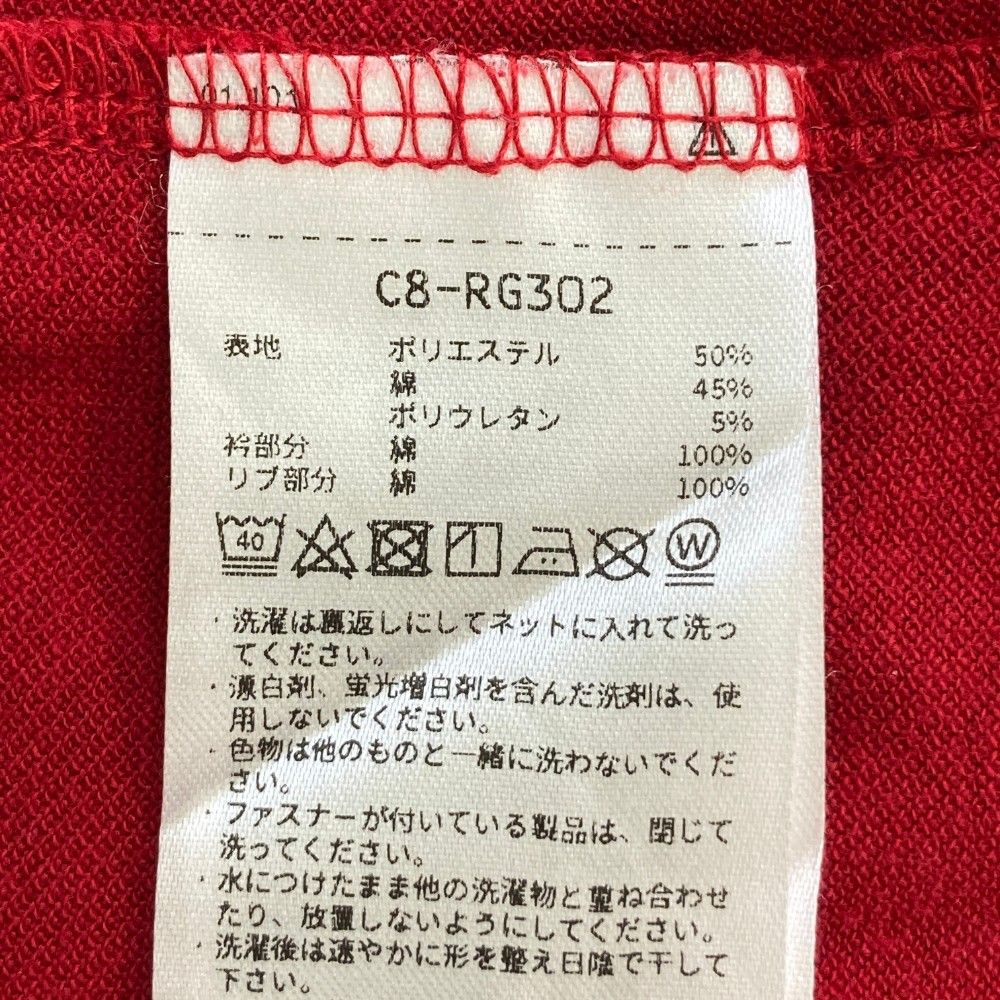 C8-RG302
表地 ポリエステル 50%
綿 45%
ポリウレタン 5%
衿部分 綿 100%
リブ部分 綿 100%
40 W
・洗濯は裏返しにしてネットに入れて洗っ
てください。
・漂白剤、蛍光増白剤を含んだ洗剤は、使
用しないでください。
・色物は他のものと一緒に洗わないでくだ
さい。
・ファスナーが付いている製品は、閉じて
洗ってください。
・水につけたまま他の洗濯物と重ね合わせ
たり、放置しないようにしてください。
・洗濯後は速やかに形を整え日陰で干して
下さい。